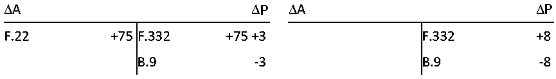 ΔA ΔP ΔA ΔP
F.22 +75 F.332 +75 +3 F.332 +8
B.9 -3 B.9 -8